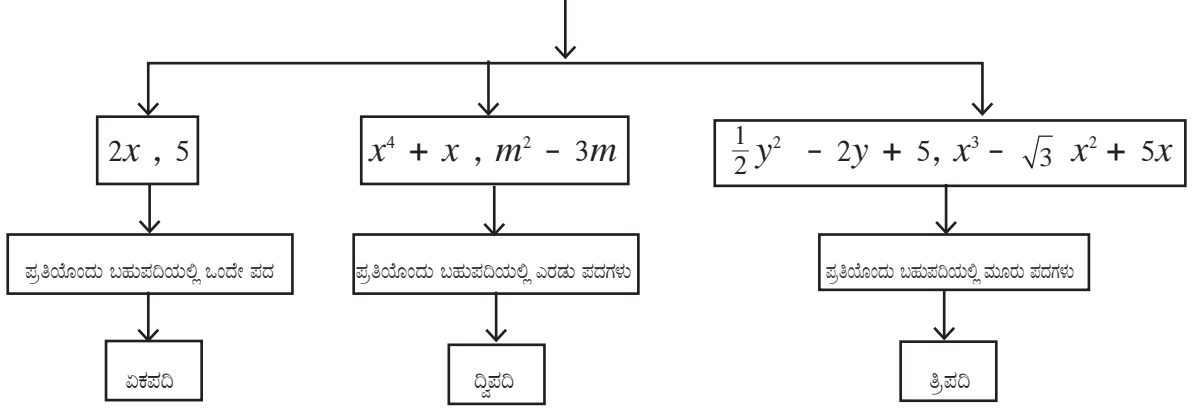 2x , 5
x⁴ + x , m² - 3m
½y² - 2y + 5, x³ - √3 x² + 5x
ಪ್ರತಿಯೊಂದು ಬಹುಪದಿಯಲ್ಲಿ ಒಂದೇ ಪದ
ಪ್ರತಿಯೊಂದು ಬಹುಪದಿಯಲ್ಲಿ ಎರಡು ಪದಗಳು
ಪ್ರತಿಯೊಂದು ಬಹುಪದಿಯಲ್ಲಿ ಮೂರು ಪದಗಳು
ಏಕಪದಿ
ದ್ವಿಪದಿ
ತ್ರಿಪದಿ